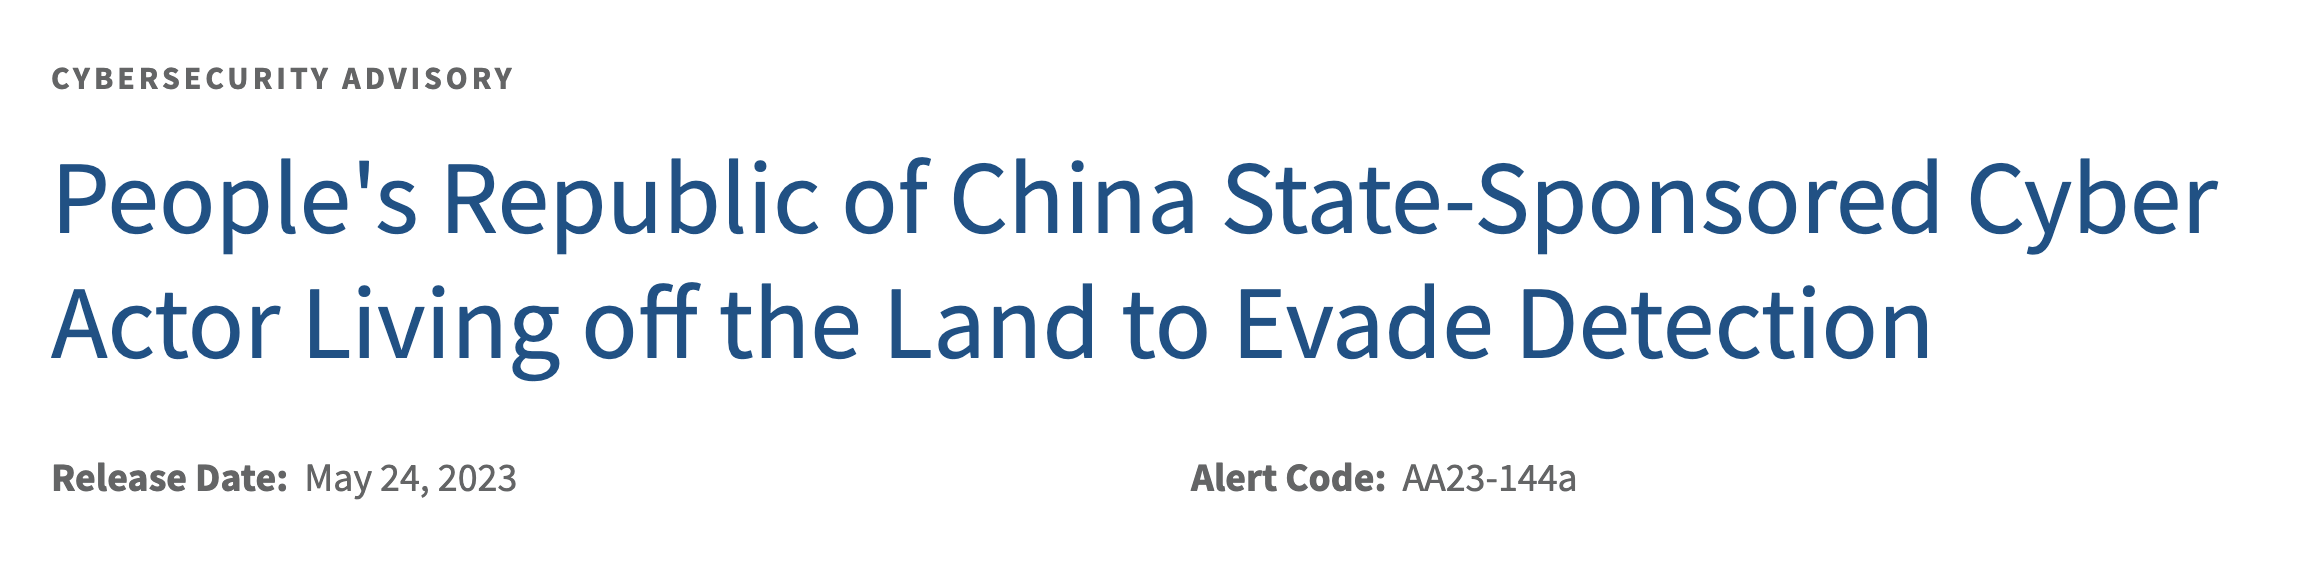 CYBERSECURITY ADVISORY
People's Republic of China State-Sponsored Cyber
Actor Living off the Land to Evade Detection
Release Date: May 24, 2023 Alert Code: AA23-144a